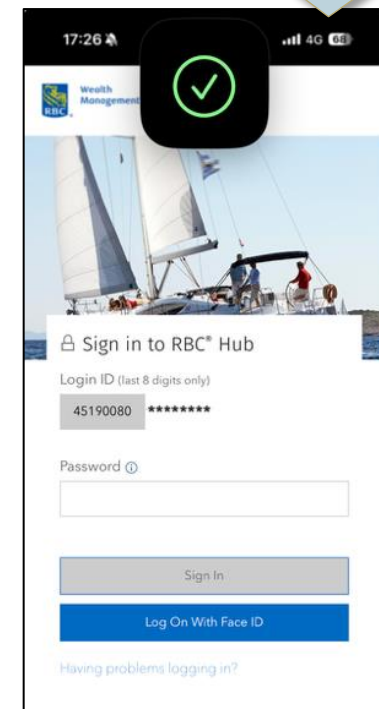 17:26 4G 68
Wealth
Management
RBC
Sign in to RBC® Hub
Login ID (last 8 digits only)
45190080 ********
Password
Sign In
Log On With Face ID
Having problems logging in?